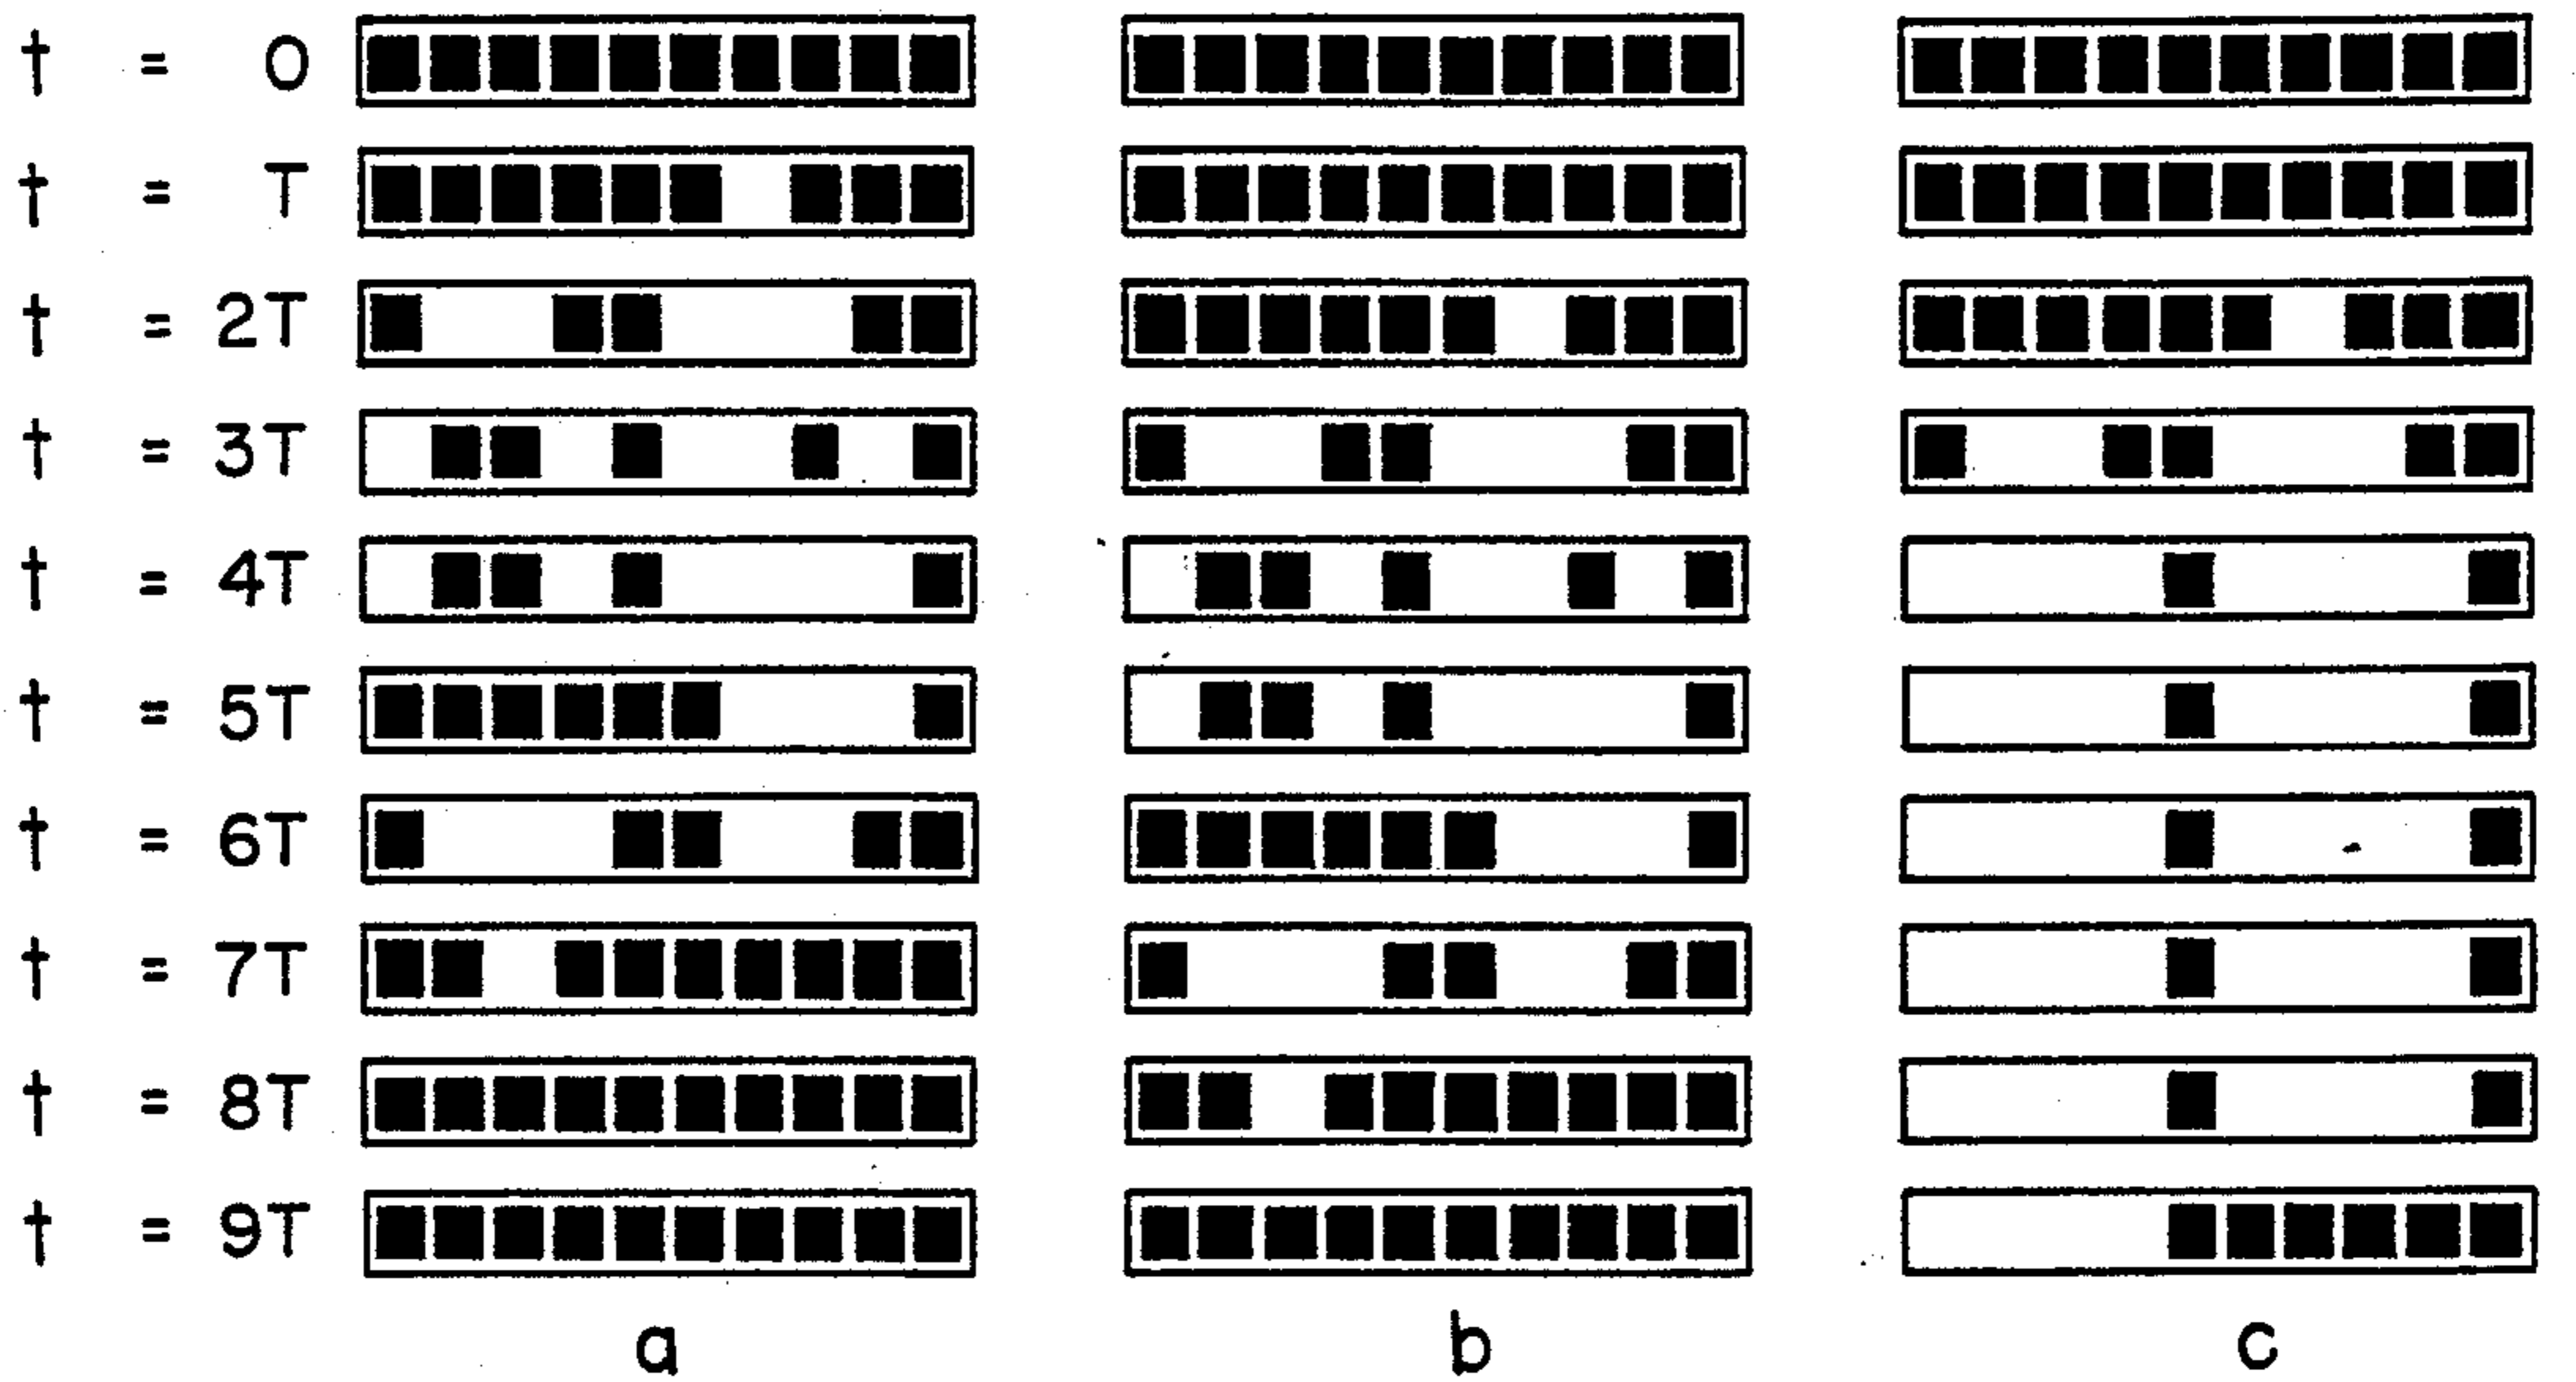 t = 0
t = T
t = 2T
t = 3T
t = 4T
t = 5T
t = 6T
t = 7T
t = 8T
t = 9T
a b c